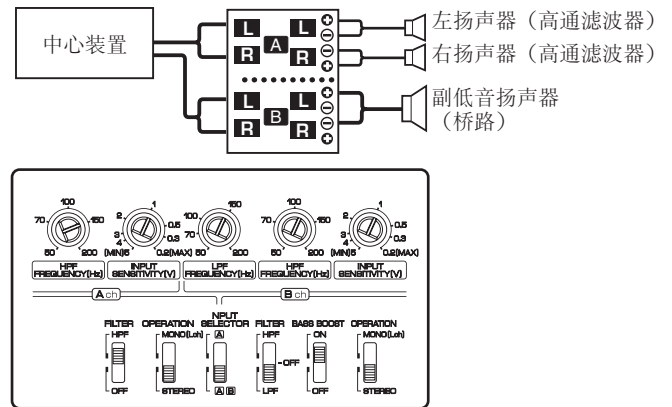 中心装置
L L A R R
L L B R R
左扬声器（高通滤波器）
右扬声器（高通滤波器）
副低音扬声器
（桥路）
70 100 150 50 200
HPF
FREQUENCY(Hz)
2 1 3 0.5 4 0.3 (MIN)5 0.2(MAX)
INPUT
SENSITIVITY(V)
100 150 70 50 200
LPF
FREQUENCY(Hz)
100 70 150 50 200
HPF
FREQUENCY(Hz)
1 2 0.5 3 0.3 4 (MIN)5 0.2(MAX)
INPUT
SENSITIVITY(V)
A ch
B ch
FILTER
HPF
OFF
OPERATION
MONO(Lch)
STEREO
INPUT
SELECTOR
A
A B
FILTER
HPF
OFF
LPF
BASS BOOST
ON
OFF
OPERATION
MONO(Lch)
STEREO